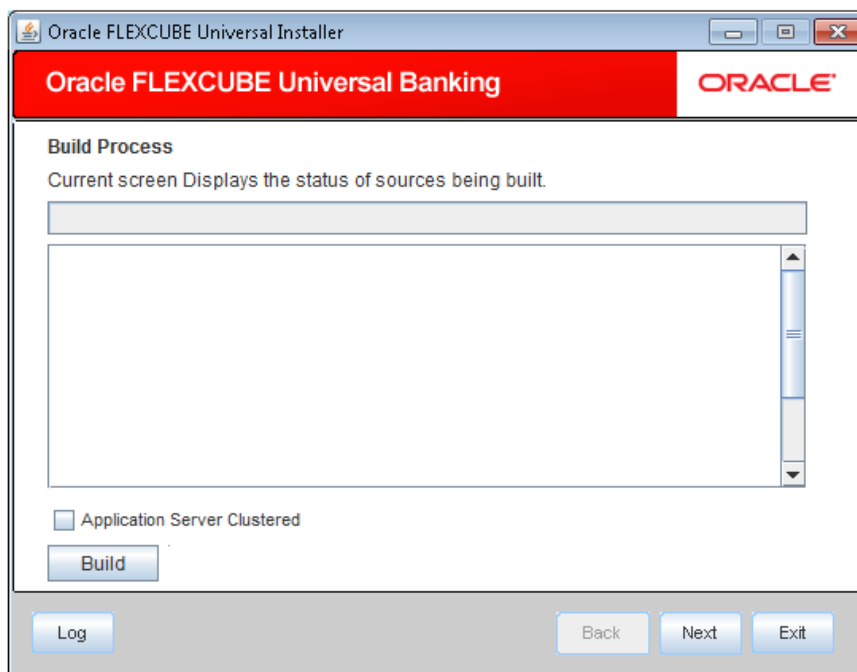 Oracle FLEXCUBE Universal Installer
Oracle FLEXCUBE Universal Banking
ORACLE
Build Process
Current screen Displays the status of sources being built.
Application Server Clustered
Build
Log
Back
Next
Exit